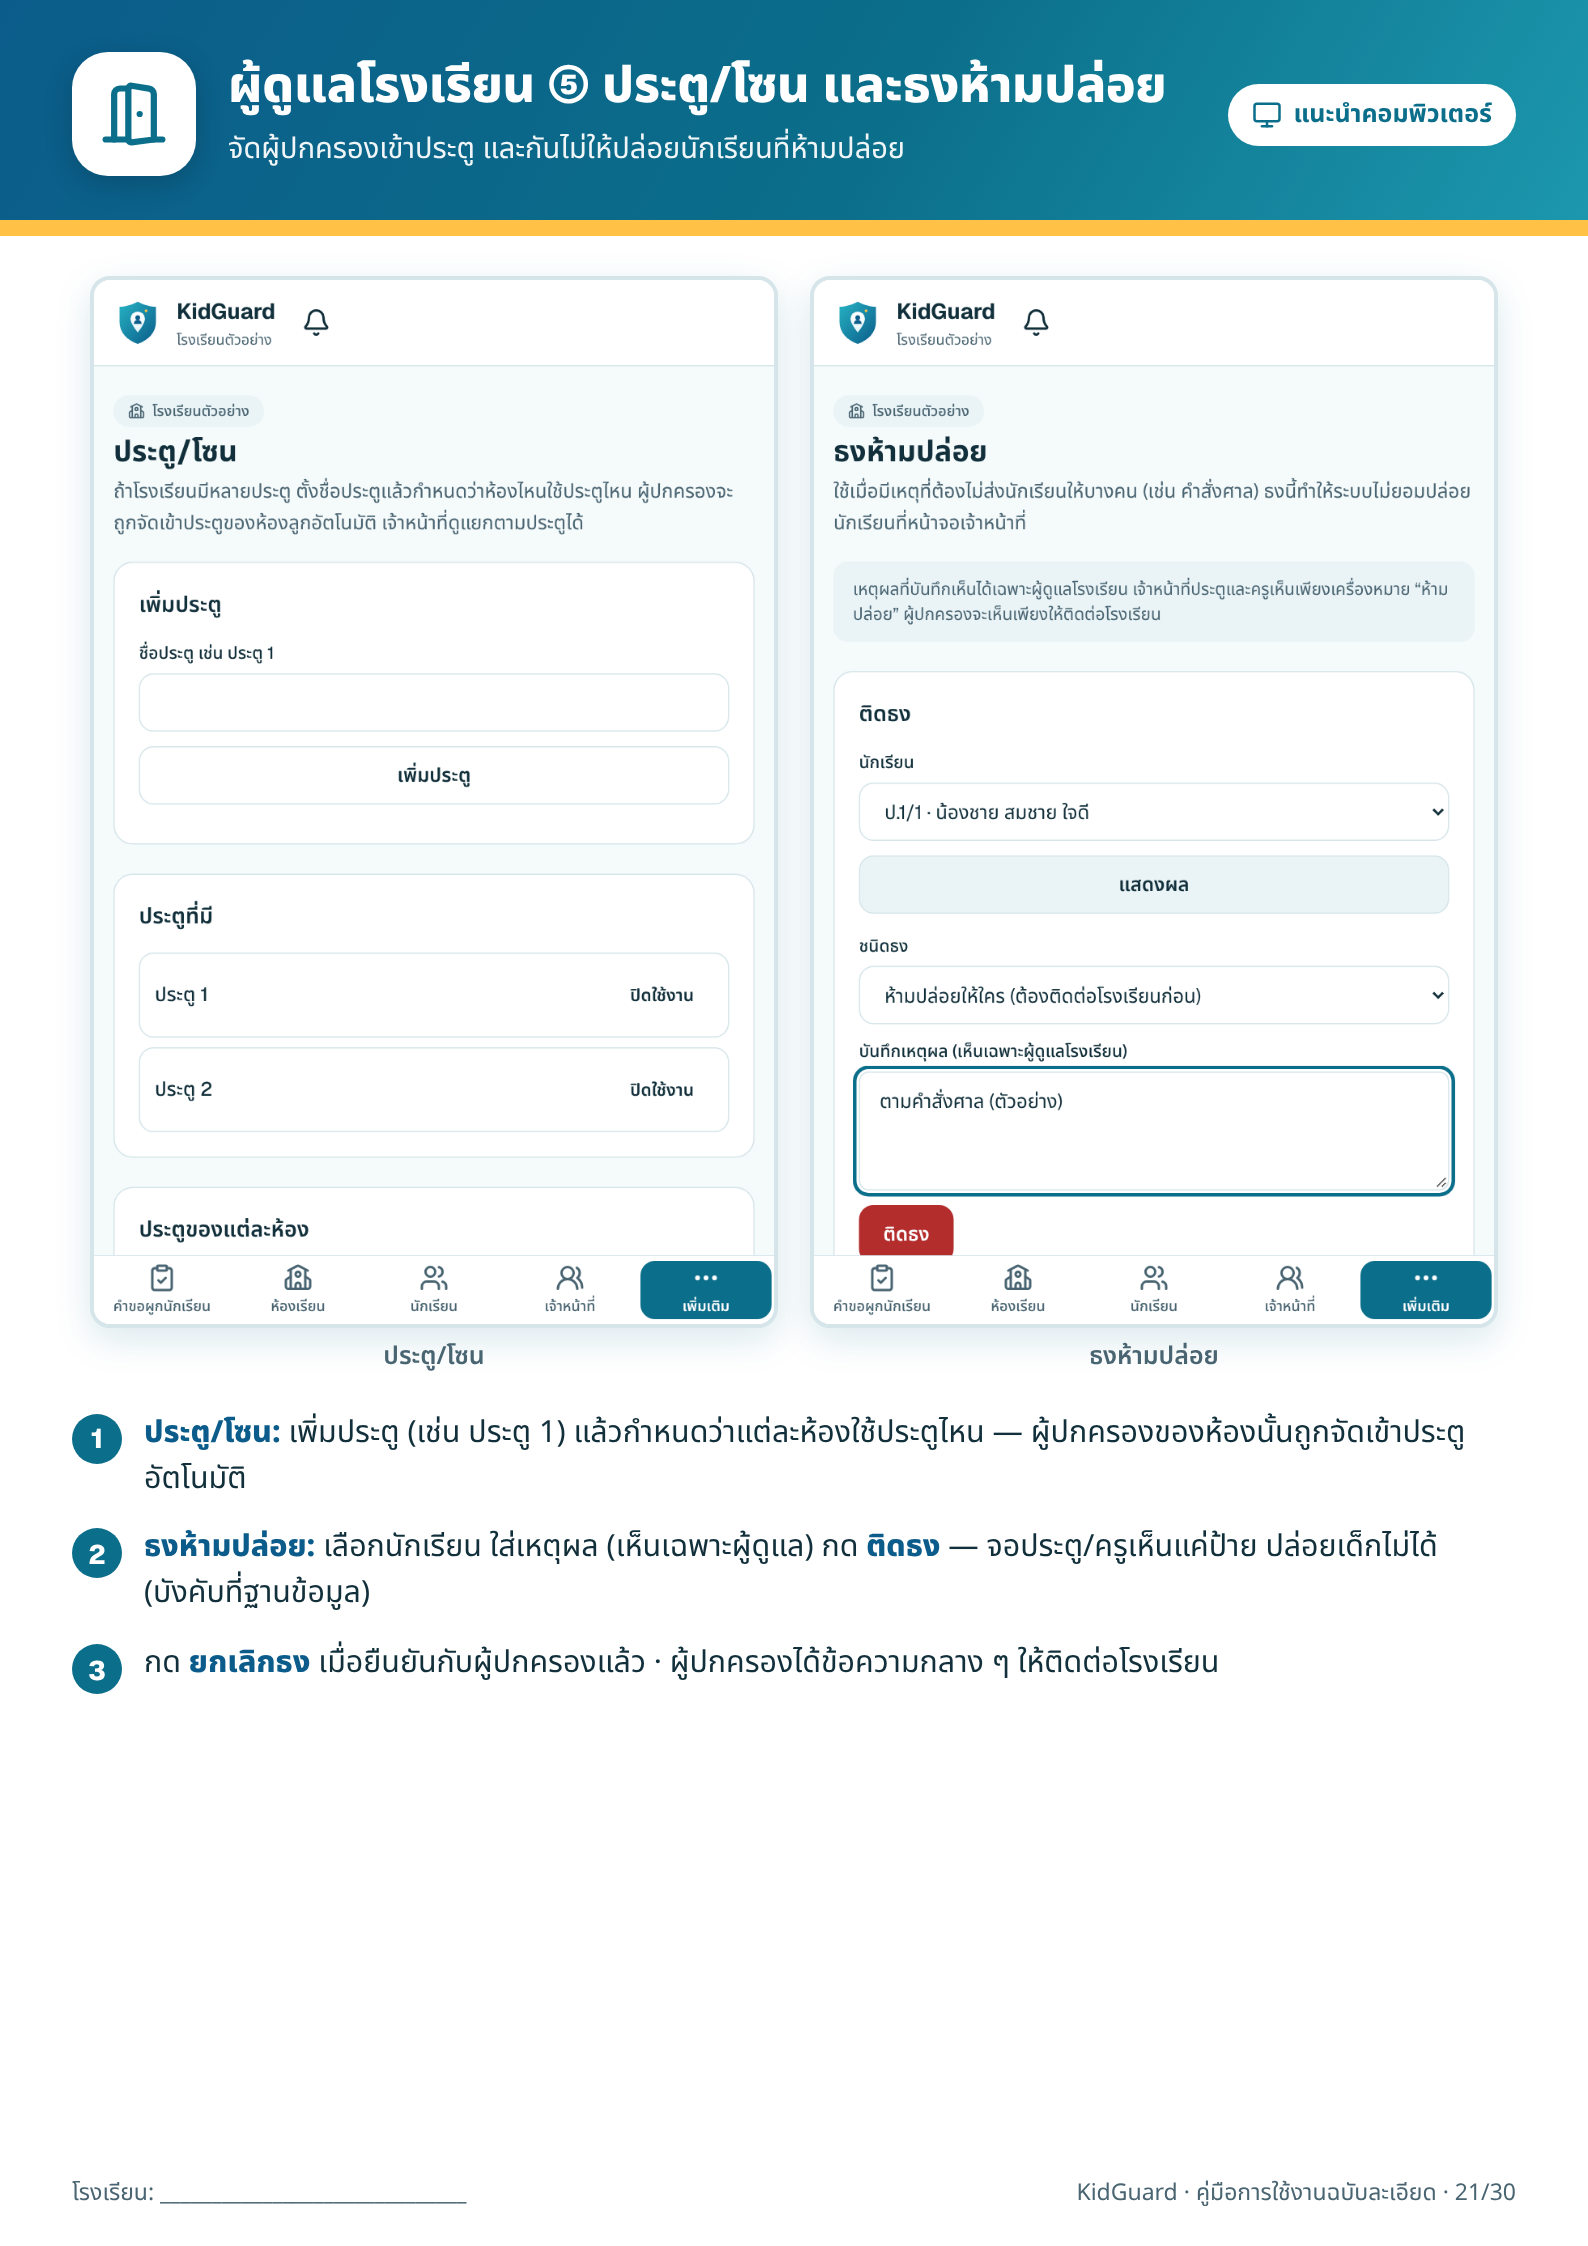 ผู้ดูแลโรงเรียน ⑤ ประตู/โซน และธงห้ามปล่อย
จัดผู้ปกครองเข้าประตู และกันไม่ให้ปล่อยนักเรียนที่ห้ามปล่อย
แนะนำคอมพิวเตอร์
KidGuard
โรงเรียนตัวอย่าง
โรงเรียนตัวอย่าง
ประตู/โซน
ถ้าโรงเรียนมีหลายประตู ตั้งชื่อประตูแล้วกำหนดว่าห้องไหนใช้ประตูไหน ผู้ปกครองจะ
ถูกจัดเข้าประตูของห้องลูกอัตโนมัติ เจ้าหน้าที่ดูแยกตามประตูได้
เพิ่มประตู
ชื่อประตู เช่น ประตู 1
เพิ่มประตู
ประตูที่มี
ประตู 1 ปิดใช้งาน
ประตู 2 ปิดใช้งาน
ประตูของแต่ละห้อง
คำขอผูกนักเรียน ห้องเรียน นักเรียน เจ้าหน้าที่ เพิ่มเติม
ประตู/โซน
KidGuard
โรงเรียนตัวอย่าง
โรงเรียนตัวอย่าง
ธงห้ามปล่อย
ใช้เมื่อมีเหตุที่ต้องไม่ส่งนักเรียนให้บางคน (เช่น คำสั่งศาล) ธงนี้ทำให้ระบบไม่ยอมปล่อย
นักเรียนที่หน้าจอเจ้าหน้าที่
เหตุผลที่บันทึกเห็นได้เฉพาะผู้ดูแลโรงเรียน เจ้าหน้าที่ประตูและครูเห็นเพียงเครื่องหมาย “ห้าม
ปล่อย” ผู้ปกครองจะเห็นเพียงให้ติดต่อโรงเรียน
ติดธง
นักเรียน
ป.1/1 · น้องชาย สมชาย ใจดี
แสดงผล
ชนิดธง
ห้ามปล่อยให้ใคร (ต้องติดต่อโรงเรียนก่อน)
บันทึกเหตุผล (เห็นเฉพาะผู้ดูแลโรงเรียน)
ตามคำสั่งศาล (ตัวอย่าง)
ติดธง
คำขอผูกนักเรียน ห้องเรียน นักเรียน เจ้าหน้าที่ เพิ่มเติม
ธงห้ามปล่อย
1 ประตู/โซน: เพิ่มประตู (เช่น ประตู 1) แล้วกำหนดว่าแต่ละห้องใช้ประตูไหน — ผู้ปกครองของห้องนั้นถูกจัดเข้าประตู
อัตโนมัติ
2 ธงห้ามปล่อย: เลือกนักเรียน ใส่เหตุผล (เห็นเฉพาะผู้ดูแล) กด ติดธง — จอประตู/ครูเห็นแค่ป้าย ปล่อยเด็กไม่ได้
(บังคับที่ฐานข้อมูล)
3 กด ยกเลิกธง เมื่อยืนยันกับผู้ปกครองแล้ว · ผู้ปกครองได้ข้อความกลาง ๆ ให้ติดต่อโรงเรียน
โรงเรียน: ____________________________
KidGuard · คู่มือการใช้งานฉบับละเอียด · 21/30